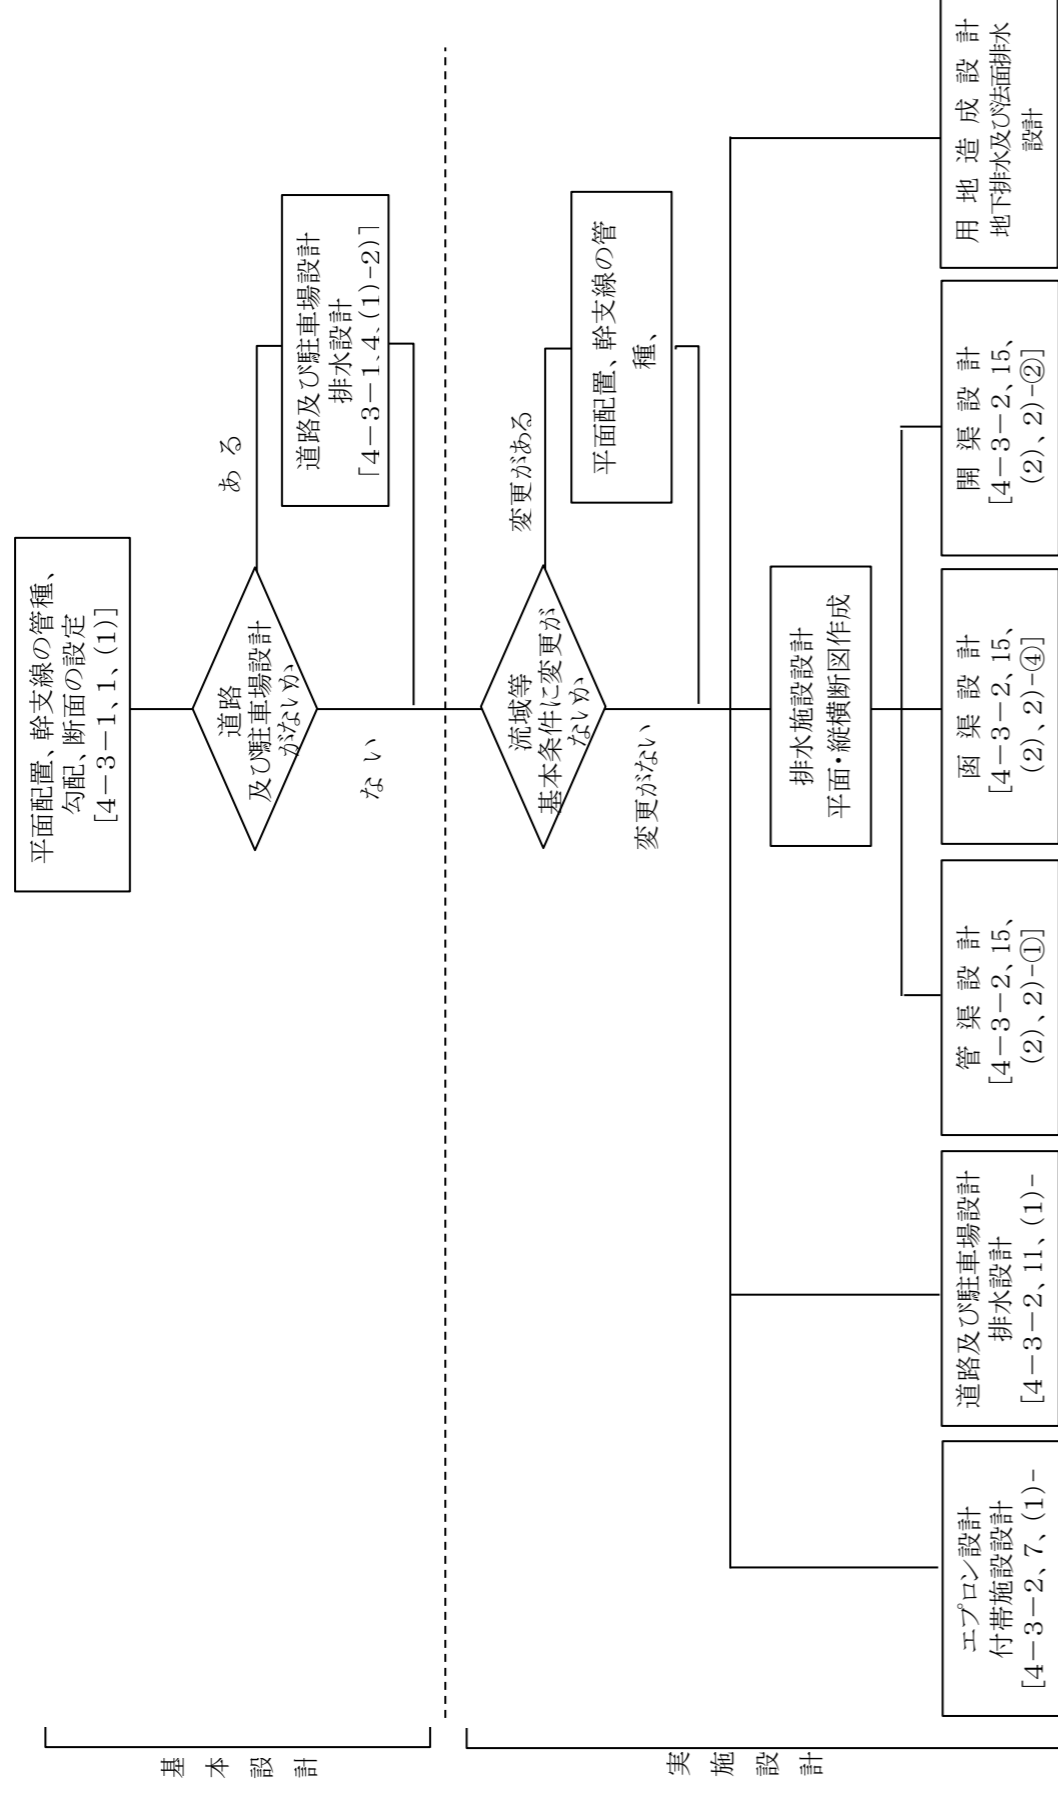 平面配置、幹支線の管種、
勾配、断面の設定
[4－3－1、1、(1)]
道路
及び駐車場設計
がないか
ある
道路及び駐車場設計
排水設計
「4－3－1、4、(1)-2)]
ない
基本設計
流域等
基本条件に変更が
ないか
変更がある
平面配置、幹支線の管
種、
変更がない
排水施設設計
平面・縦横断図作成
エプロン設計
付帯施設設計
[4－3－2、7、(1)-
道路及び駐車場設計
排水設計
[4－3－2、11、(1)-
管渠設計
[4－3－2、15、
(2)、2)-①]
函渠設計
[4－3－2、15、
(2)、2)-④]
開渠設計
[4－3－2、15、
(2)、2)-②]
用地造成設計
地下排水及び法面排水
設計
実施設計